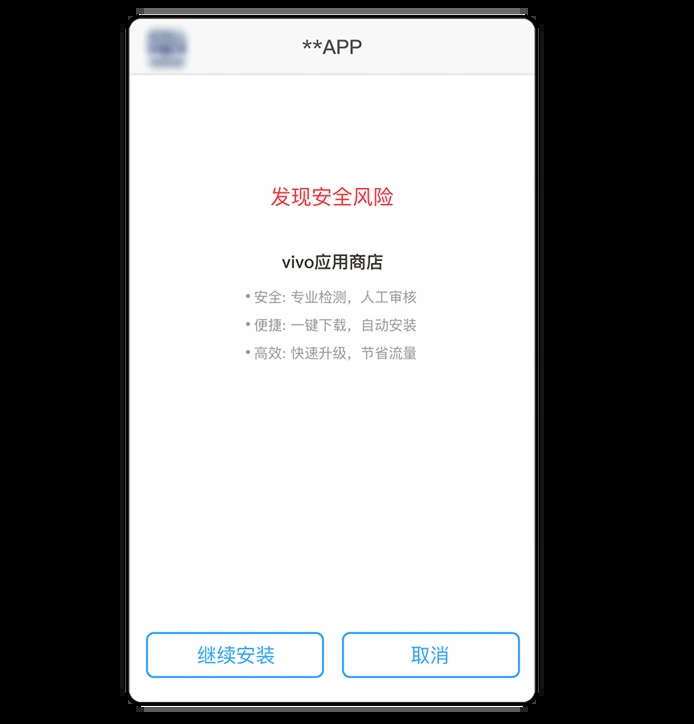 **APP
发现安全风险
vivo应用商店
• 安全: 专业检测，人工审核
• 便捷: 一键下载，自动安装
• 高效: 快速升级，节省流量
继续安装
取消